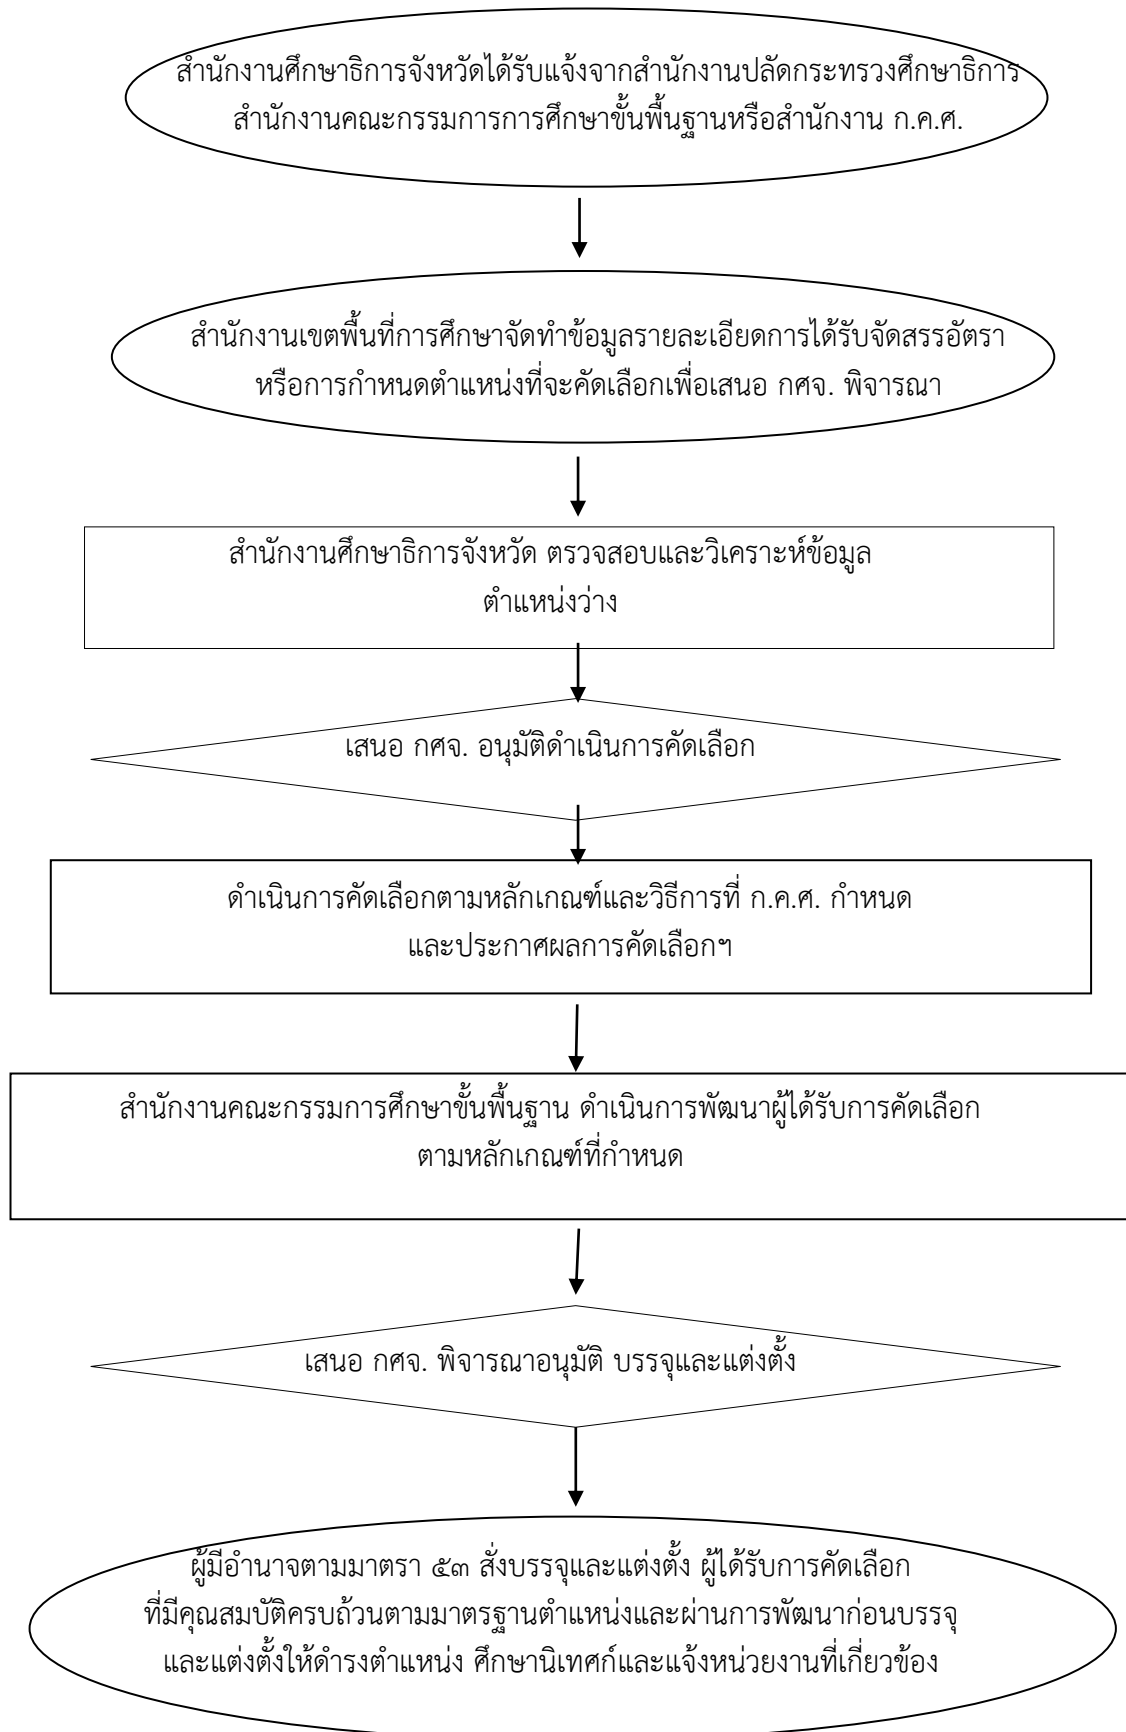 สำนักงานศึกษาธิการจังหวัดได้รับแจ้งจากสำนักงานปลัดกระทรวงศึกษาธิการ
สำนักงานคณะกรรมการการศึกษาขั้นพื้นฐานหรือสำนักงาน ก.ค.ศ.
สำนักงานเขตพื้นที่การศึกษาจัดทำข้อมูลรายละเอียดการได้รับจัดสรรอัตรา
หรือการกำหนดตำแหน่งที่จะคัดเลือกเพื่อเสนอ กศจ. พิจารณา
สำนักงานศึกษาธิการจังหวัด ตรวจสอบและวิเคราะห์ข้อมูล
ตำแหน่งว่าง
เสนอ กศจ. อนุมัติดำเนินการคัดเลือก
ดำเนินการคัดเลือกตามหลักเกณฑ์และวิธีการที่ ก.ค.ศ. กำหนด
และประกาศผลการคัดเลือกฯ
สำนักงานคณะกรรมการศึกษาขั้นพื้นฐาน ดำเนินการพัฒนาผู้ได้รับการคัดเลือก
ตามหลักเกณฑ์ที่กำหนด
เสนอ กศจ. พิจารณาอนุมัติ บรรจุและแต่งตั้ง
ผู้มีอำนาจตามมาตรา ๕๓ สั่งบรรจุและแต่งตั้ง ผู้ได้รับการคัดเลือก
ที่มีคุณสมบัติครบถ้วนตามมาตรฐานตำแหน่งและผ่านการพัฒนาก่อนบรรจุ
และแต่งตั้งให้ดำรงตำแหน่ง ศึกษานิเทศก์และแจ้งหน่วยงานที่เกี่ยวข้อง